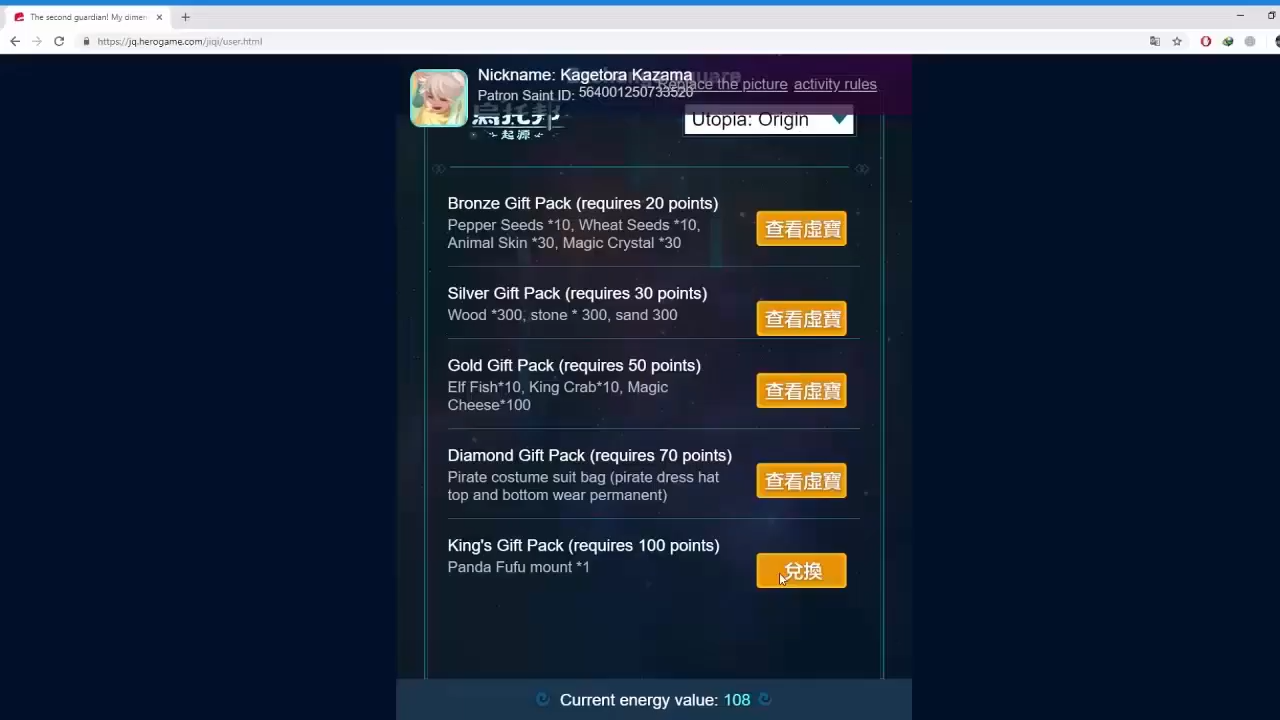 The second guardian! My dimen
https://jq.herogame.com/jiqi/user.html
Nickname: Kagetora Kazama
Patron Saint ID: 564001250733526
Replace the picture activity rules
烏托邦
起源
Utopia: Origin
Bronze Gift Pack (requires 20 points)
Pepper Seeds *10, Wheat Seeds *10,
Animal Skin *30, Magic Crystal *30
查看虛寶
Silver Gift Pack (requires 30 points)
Wood *300, stone * 300, sand 300
查看虛寶
Gold Gift Pack (requires 50 points)
Elf Fish*10, King Crab*10, Magic
Cheese*100
查看虛寶
Diamond Gift Pack (requires 70 points)
Pirate costume suit bag (pirate dress hat
top and bottom wear permanent)
查看虛寶
King's Gift Pack (requires 100 points)
Panda Fufu mount *1
兌換
Current energy value: 108